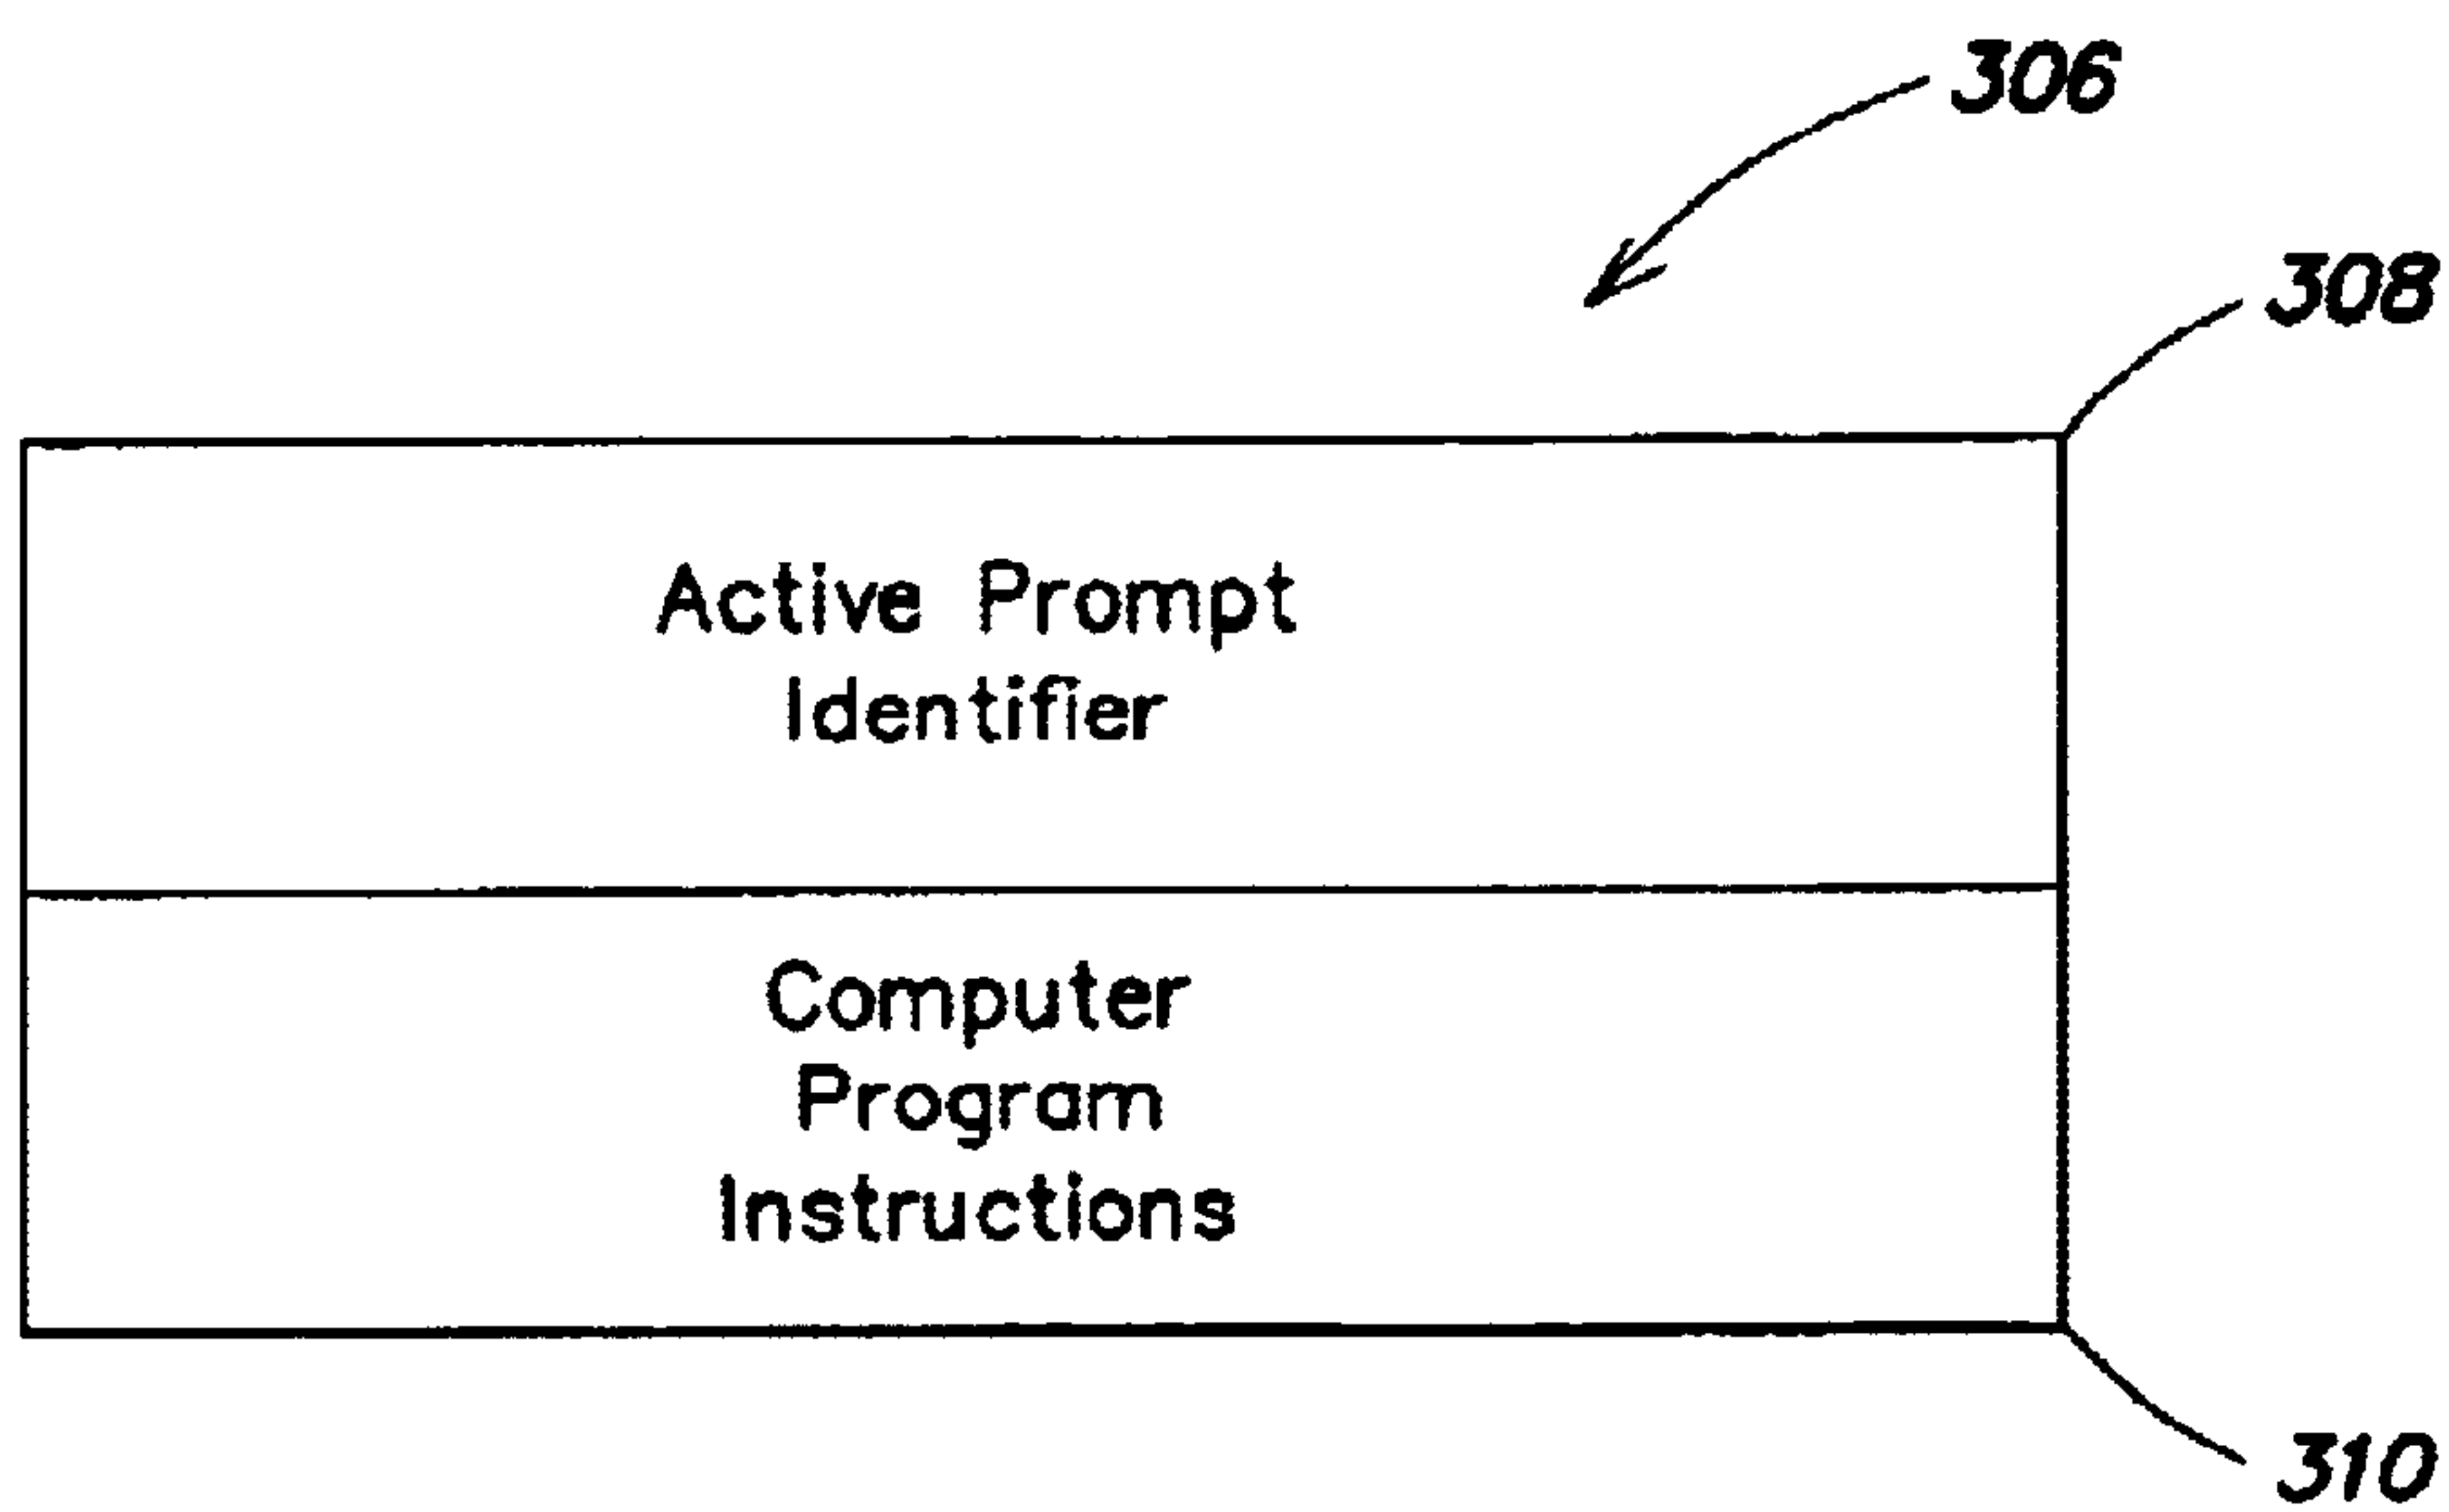 306
308
Active Prompt
Identifier
Computer
Program
Instructions
310